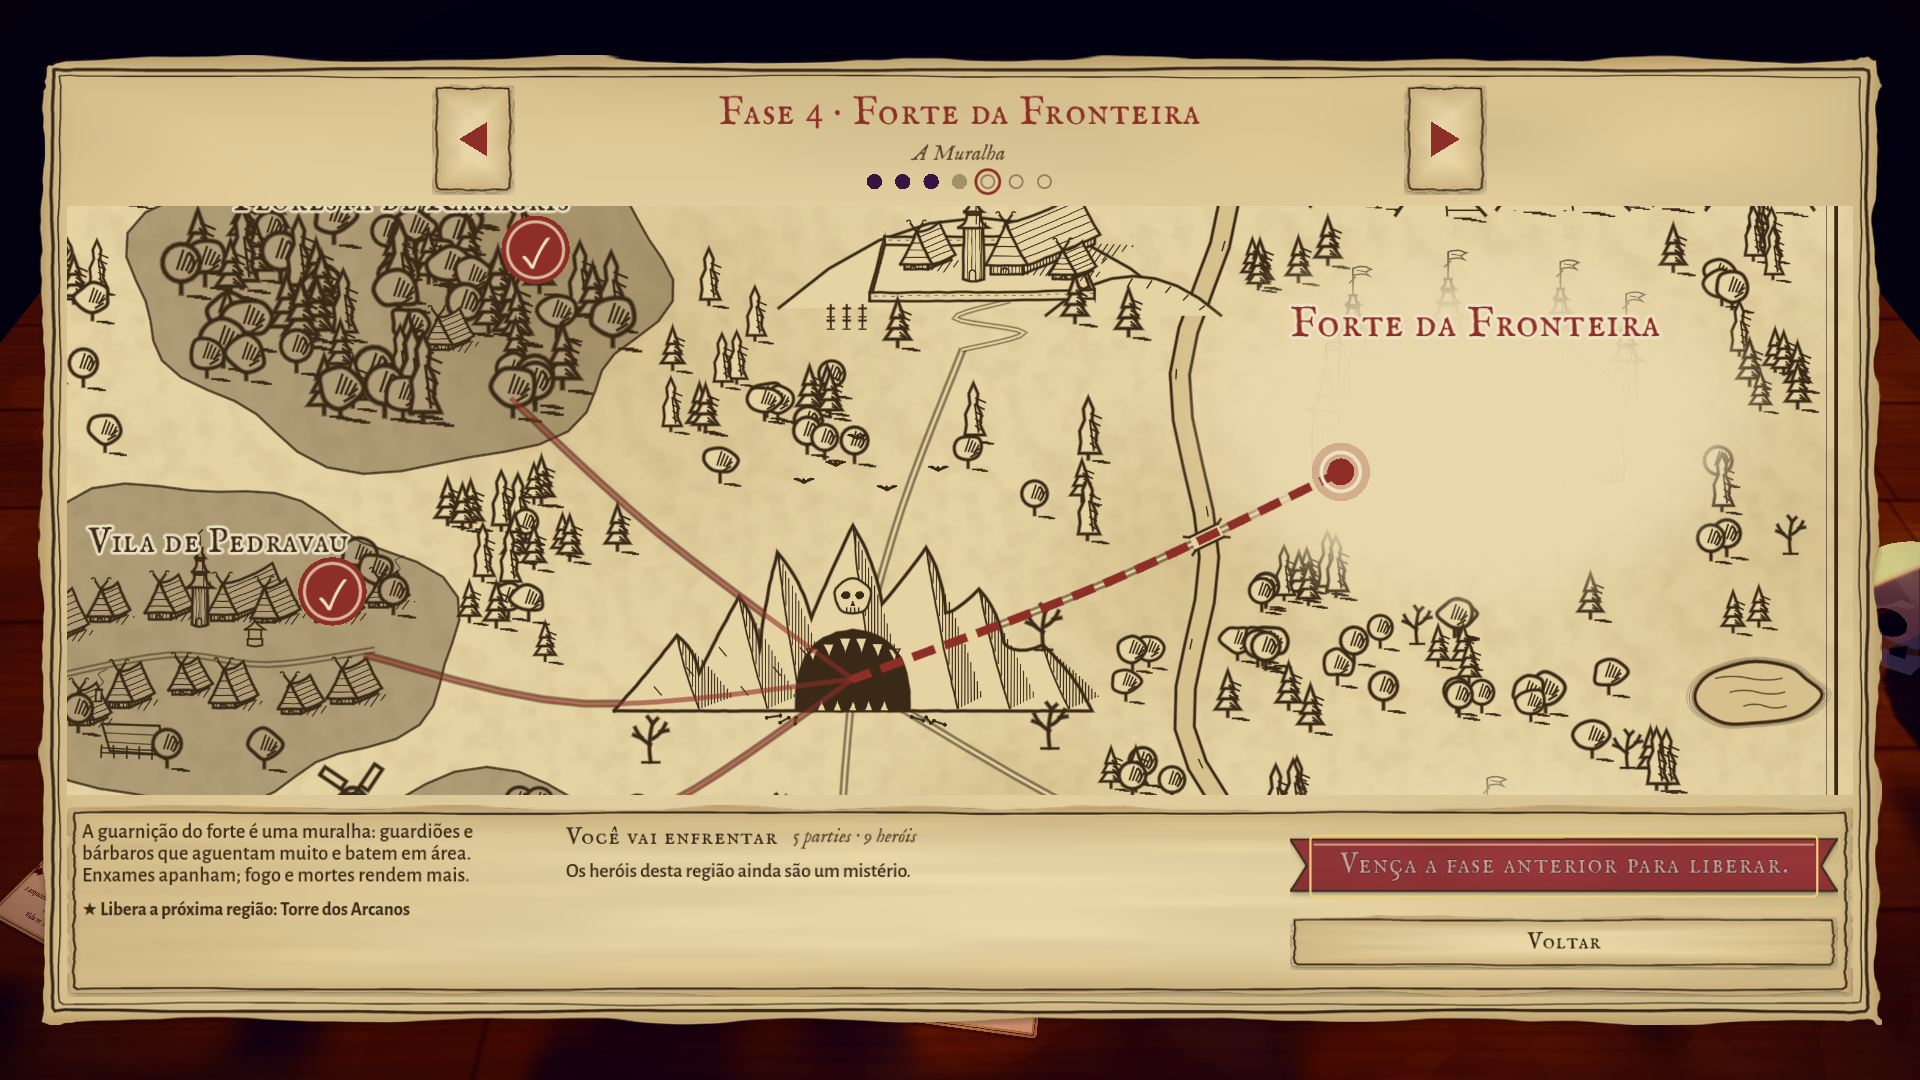 Fase 4 · Forte da Fronteira
A Muralha
Floresta de Ramagris
Forte da Fronteira
Vila de Pedravau
A guarnição do forte é uma muralha: guardiões e
bárbaros que aguentam muito e batem em área.
Enxames apanham; fogo e mortes rendem mais.
★ Libera a próxima região: Torre dos Arcanos
Você vai enfrentar 5 parties · 9 heróis
Os heróis desta região ainda são um mistério.
Vença a fase anterior para liberar.
Voltar